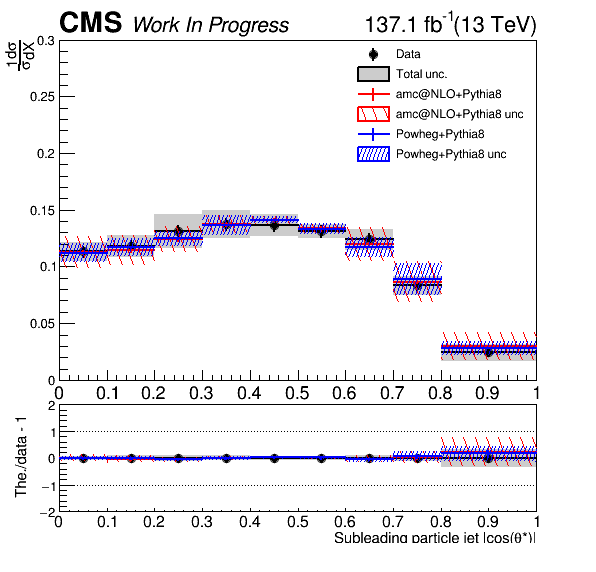 CMS Work In Progress 137.1 fb⁻¹(13 TeV)
1 dσ
σ dX
0.3
0.25
0.2
0.15
0.1
0.05
0
Data
Total unc.
amc@NLO+Pythia8
amc@NLO+Pythia8 unc
Powheg+Pythia8
Powheg+Pythia8 unc
0 0.1 0.2 0.3 0.4 0.5 0.6 0.7 0.8 0.9 1
The./data - 1
2
1
0
−1
−2
0 0.1 0.2 0.3 0.4 0.5 0.6 0.7 0.8 0.9 1
Subleading particle jet |cos(θ*)|